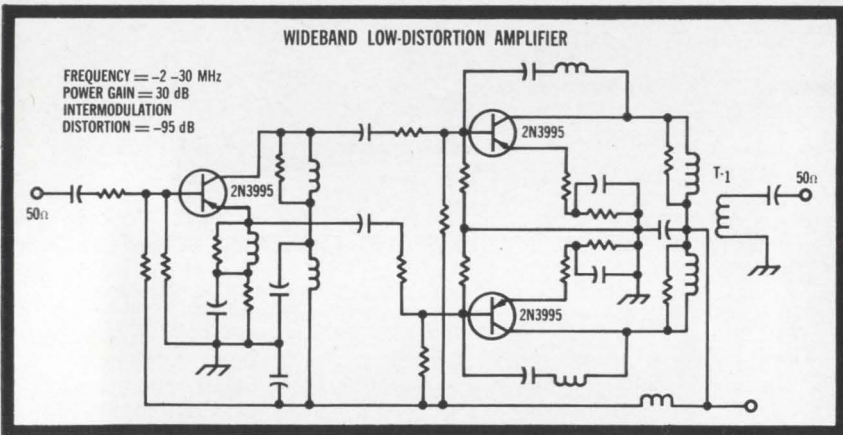 WIDEBAND LOW-DISTORTION AMPLIFIER
FREQUENCY = -2 -30 MHz
POWER GAIN = 30 dB
INTERMODULATION
DISTORTION = -95 dB
2N3995
T-1
50Ω
2N3995
50Ω
2N3995